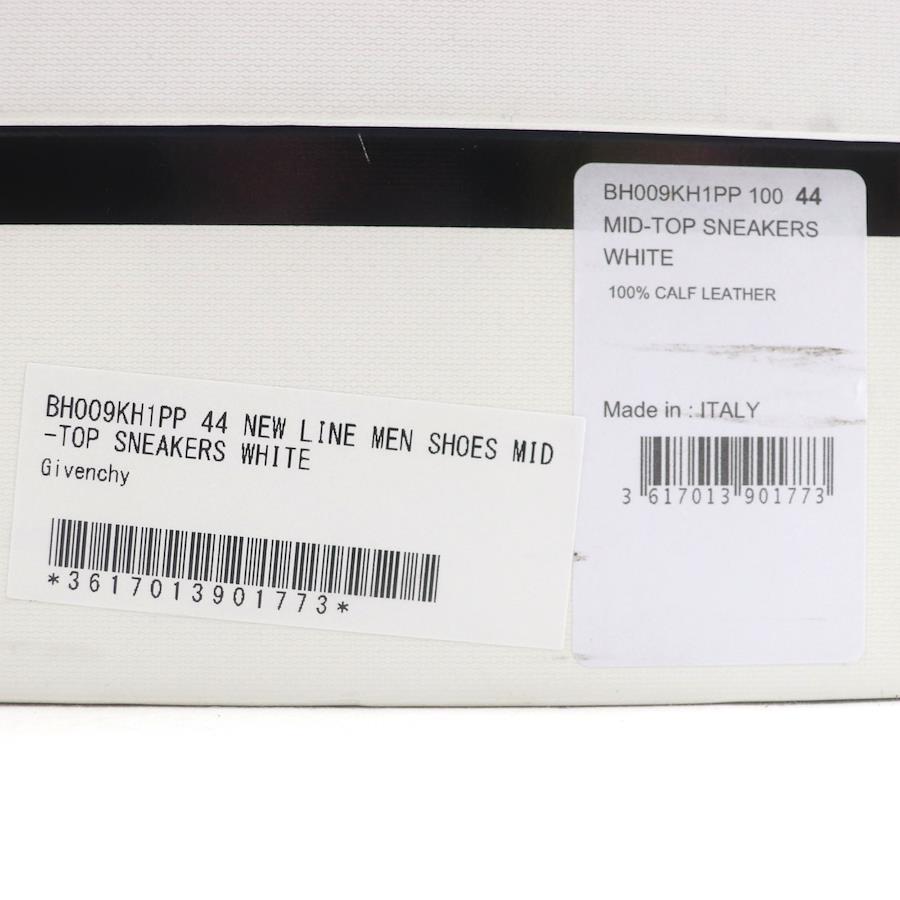 BH009KH1PP 100 44
MID-TOP SNEAKERS
WHITE
100% CALF LEATHER
Made in : ITALY
3 617013 901773
BH009KH1PP 44 NEW LINE MEN SHOES MID
-TOP SNEAKERS WHITE
Givenchy
*3617013901773*